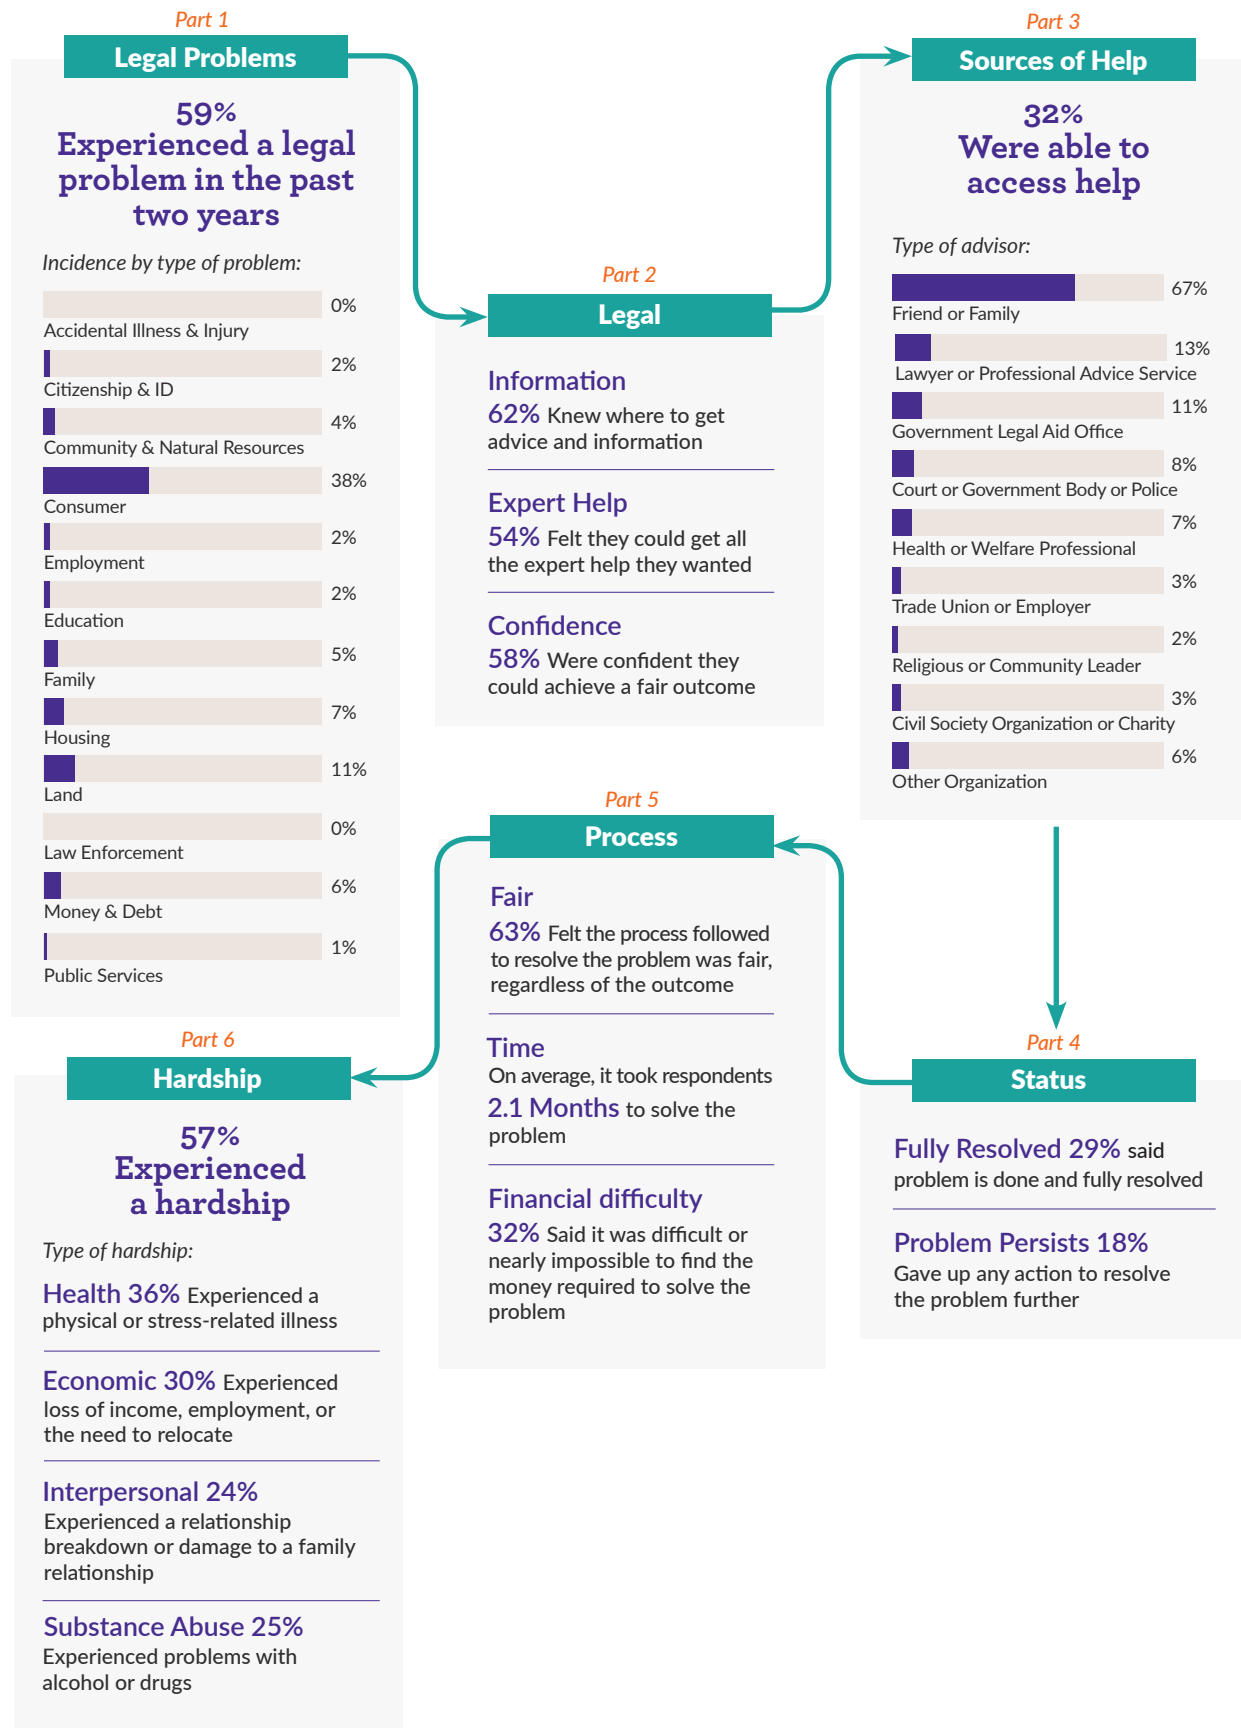 Part 1
Legal Problems
59%
Experienced a legal
problem in the past
two years
Incidence by type of problem:
0%
Accidental Illness & Injury
2%
Citizenship & ID
4%
Community & Natural Resources
38%
Consumer
2%
Employment
2%
Education
5%
Family
7%
Housing
11%
Land
0%
Law Enforcement
6%
Money & Debt
1%
Public Services
Part 2
Legal
Information
62% Knew where to get
advice and information
Expert Help
54% Felt they could get all
the expert help they wanted
Confidence
58% Were confident they
could achieve a fair outcome
Part 3
Sources of Help
32%
Were able to
access help
Type of advisor:
67%
Friend or Family
13%
Lawyer or Professional Advice Service
11%
Government Legal Aid Office
8%
Court or Government Body or Police
7%
Health or Welfare Professional
3%
Trade Union or Employer
2%
Religious or Community Leader
3%
Civil Society Organization or Charity
6%
Other Organization
Part 4
Status
Fully Resolved 29% said
problem is done and fully resolved
Problem Persists 18%
Gave up any action to resolve
the problem further
Part 5
Process
Fair
63% Felt the process followed
to resolve the problem was fair,
regardless of the outcome
Time
On average, it took respondents
2.1 Months to solve the
problem
Financial difficulty
32% Said it was difficult or
nearly impossible to find the
money required to solve the
problem
Part 6
Hardship
57%
Experienced
a hardship
Type of hardship:
Health 36% Experienced a
physical or stress-related illness
Economic 30% Experienced
loss of income, employment, or
the need to relocate
Interpersonal 24%
Experienced a relationship
breakdown or damage to a family
relationship
Substance Abuse 25%
Experienced problems with
alcohol or drugs